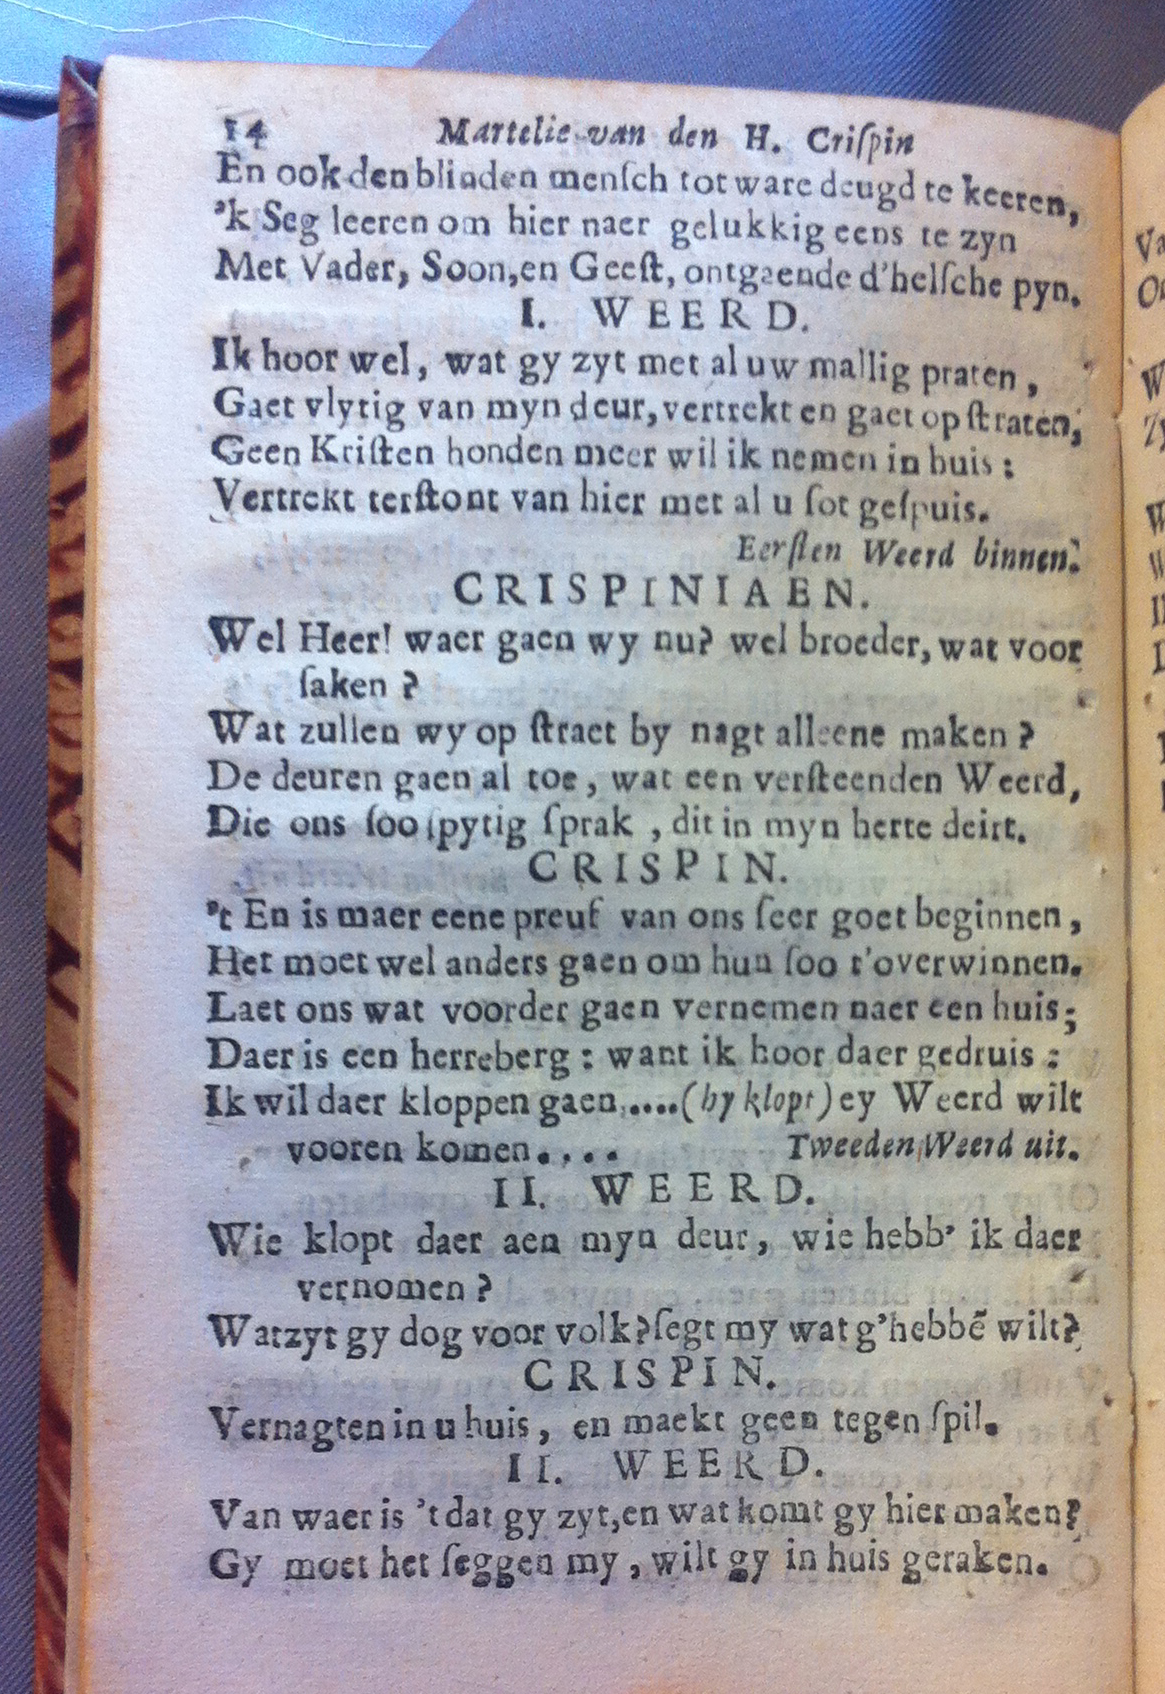 14 Martelie van den H. Criſpin
En ook den blinden menſch tot ware deugd te keeren,
'k Seg leeren om hier naer gelukkig eens te zyn
Met Vader, Soon, en Geeſt, ontgaende d'helſche pyn.
I. WEERD.
Ik hoor wel, wat gy zyt met al uw mallig praten,
Gaet vlytig van myn deur, vertrekt en gaet op ſtraten,
Geen Kriſten honden meer wil ik nemen in huis:
Vertrekt terſtont van hier met al u ſot geſpuis.
Eerſten Weerd binnen.
CRISPINIAEN.
Wel Heer! waer gaen wy nu? wel broeder, wat voor
ſaken?
Wat zullen wy op ſtraet by nagt alleene maken?
De deuren gaen al toe, wat een verſteenden Weerd,
Die ons ſoo ſpytig ſprak, dit in myn herte deirt.
CRISPIN.
't En is maer eene preuf van ons ſeer goet beginnen,
Het moet wel anders gaen om hun ſoo t'overwinnen.
Laet ons wat voorder gaen vernemen naer een huis;
Daer is een herreberg: want ik hoor daer gedruis:
Ik wil daer kloppen gaen.... (hy klopt) ey Weerd wilt
vooren komen.... Tweeden Weerd uit.
II. WEERD.
Wie klopt daer aen myn deur, wie hebb' ik daer
vernomen?
Wat zyt gy dog voor volk? ſegt my wat g'hebbẽ wilt?
CRISPIN.
Vernagten in u huis, en maekt geen tegen ſpil.
II. WEERD.
Van waer is 't dat gy zyt, en wat komt gy hier maken?
Gy moet het ſeggen my, wilt gy in huis geraken.